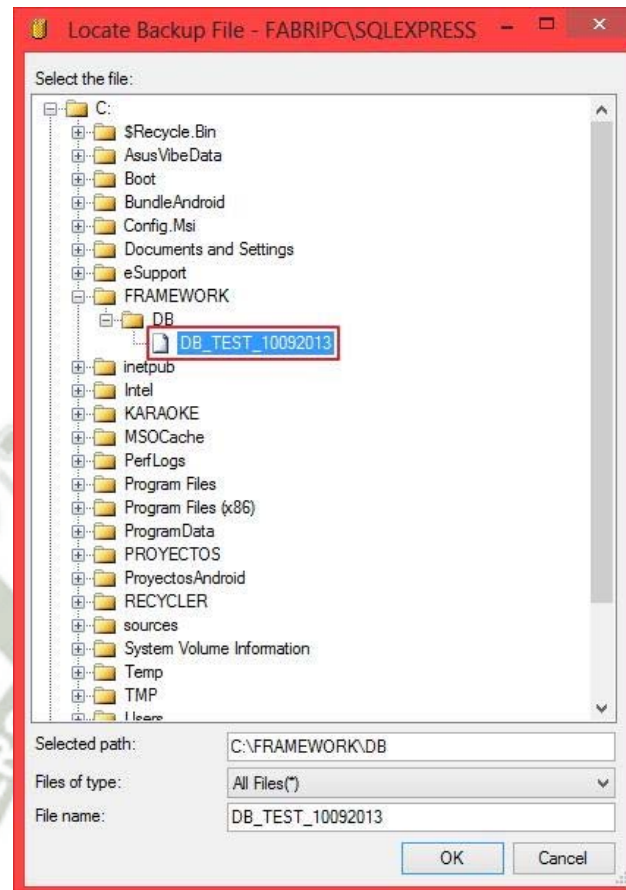 Locate Backup File - FABRIPC\SQLEXPRESS
Select the file:
C:
$Recycle.Bin
AsusVibeData
Boot
BundleAndroid
Config.Msi
Documents and Settings
eSupport
FRAMEWORK
DB
DB_TEST_10092013
inetpub
Intel
KARAOKE
MSOCache
PerfLogs
Program Files
Program Files (x86)
ProgramData
PROYECTOS
ProyectosAndroid
RECYCLER
sources
System Volume Information
Temp
TMP
Users
Selected path: C:\FRAMEWORK\DB
Files of type: All Files(*)
File name: DB_TEST_10092013
OK Cancel